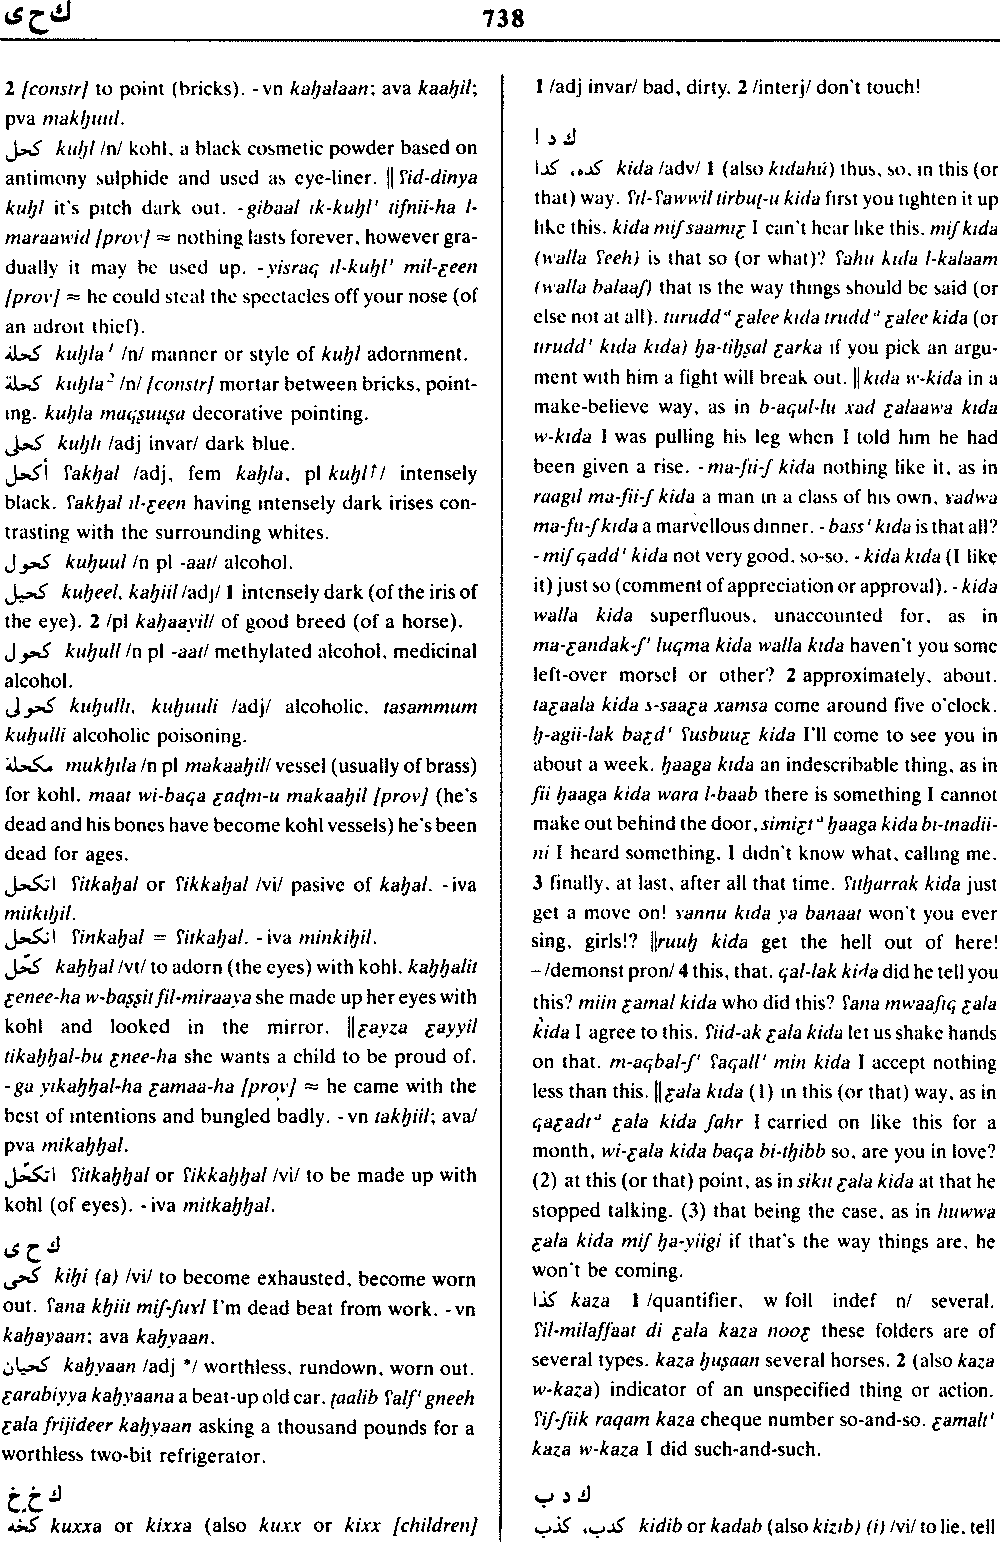 ك ح ى
738
2 [constr] to point (bricks). -vn kaḥalaan; ava kaaḥil;
pva makḥuul.
كحل kuḥl /n/ kohl, a black cosmetic powder based on
antimony sulphide and used as eye-liner. ‖ ʕid-dinya
kuḥl it's pitch dark out. -gibaal ik-kuḥlˈ tifnii-ha l-
maraawid [prov] ≈ nothing lasts forever, however gra-
dually it may be used up. -yisraq il-kuḥlˈ mil-ɛeen
[prov] ≈ he could steal the spectacles off your nose (of
an adroit thief).
كحلة kuḥla¹ /n/ manner or style of kuḥl adornment.
كحلة kuḥla² /n/ [constr] mortar between bricks, point-
ing. kuḥla maqṣuuṣa decorative pointing.
كحلى kuḥli /adj invar/ dark blue.
أكحل ʕakḥal /adj, fem kaḥla, pl kuḥl↑/ intensely
black. ʕakḥal il-ɛeen having intensely dark irises con-
trasting with the surrounding whites.
كحول kuḥuul /n pl -aat/ alcohol.
كحيل kuḥeel, kaḥiil /adj/ 1 intensely dark (of the iris of
the eye). 2 /pl kaḥaayil/ of good breed (of a horse).
كحول kuḥull /n pl -aat/ methylated alcohol, medicinal
alcohol.
كحولى kuḥulli, kuḥuuli /adj/ alcoholic. tasammum
kuḥulli alcoholic poisoning.
مكحلة mukḥila /n pl makaaḥil/ vessel (usually of brass)
for kohl. maat wi-baqa ɛaḍm-u makaaḥil [prov] (he's
dead and his bones have become kohl vessels) he's been
dead for ages.
اتكحل ʕitkaḥal or ʕikkaḥal /vi/ pasive of kaḥal. -iva
mitkiḥil.
انكحل ʕinkaḥal = ʕitkaḥal. -iva minkiḥil.
كحّل kaḥḥal /vt/ to adorn (the eyes) with kohl. kaḥḥalit
ɛenee-ha w-baṣṣit fil-miraaya she made up her eyes with
kohl and looked in the mirror. ‖ɛayza ɛayyil
tikaḥḥal-bu ɛnee-ha she wants a child to be proud of.
-ga yikaḥḥal-ha ɛamaa-ha [prov] ≈ he came with the
best of intentions and bungled badly. -vn takḥiil; ava/
pva mikaḥḥal.
اتكحّل ʕitkaḥḥal or ʕikkaḥḥal /vi/ to be made up with
kohl (of eyes). -iva mitkaḥḥal.
ك ح ى
كحى kiḥi (a) /vi/ to become exhausted, become worn
out. ʕana kḥiit miʃ-ʃuɣl I'm dead beat from work. -vn
kaḥayaan; ava kaḥyaan.
كحيان kaḥyaan /adj */ worthless, rundown, worn out.
ɛarabiyya kaḥyaana a beat-up old car. ṭaalib ʕalfˈ gneeh
ɛala frijideer kaḥyaan asking a thousand pounds for a
worthless two-bit refrigerator.
ك خ.خ
كخّه kuxxa or kixxa (also kuxx or kixx [children]
1 /adj invar/ bad, dirty. 2 /interj/ don't touch!
ك د ا
كده، كدا kida /adv/ 1 (also kidahú) thus, so, in this (or
that) way. ʕil-ʕawwil tirbuṭ-u kida first you tighten it up
like this. kida miʃ saamiɛ I can't hear like this. miʃ kida
(walla ʕeeh) is that so (or what)? ʕahu kida l-kalaam
(walla balaaʃ) that is the way things should be said (or
else not at all). turuddᵘ ɛalee kida truddᵘ ɛalee kida (or
tiruddˈ kida kida) ḥa-tiḥṣal ɛarka if you pick an argu-
ment with him a fight will break out. ‖kida w-kida in a
make-believe way, as in b-aqul-lu xad ɛalaawa kida
w-kida I was pulling his leg when I told him he had
been given a rise. -ma-fii-ʃ kida nothing like it, as in
raagil ma-fii-ʃ kida a man in a class of his own, ɣadwa
ma-fii-ʃ kida a marvellous dinner. -bassˈ kida is that all?
-miʃ qaddˈ kida not very good, so-so. -kida kida (I like
it) just so (comment of appreciation or approval). -kida
walla kida superfluous, unaccounted for, as in
ma-ɛandak-ʃˈ luqma kida walla kida haven't you some
left-over morsel or other? 2 approximately, about.
taɛaala kida s-saaɛa xamsa come around five o'clock.
ḥ-agii-lak baɛdˈ ʕusbuuɛ kida I'll come to see you in
about a week. ḥaaga kida an indescribable thing, as in
fii ḥaaga kida wara l-baab there is something I cannot
make out behind the door, simiɛtᵘ ḥaaga kida bi-tnadii-
ni I heard something, I didn't know what, calling me.
3 finally, at last, after all that time. ʕitḥarrak kida just
get a move on! ɣannu kida ya banaat won't you ever
sing, girls!? ‖ruuḥ kida get the hell out of here!
–/demonst pron/ 4 this, that. qal-lak kida did he tell you
this? miin ɛamal kida who did this? ʕana mwaafiq ɛala
kida I agree to this. ʕiid-ak ɛala kida let us shake hands
on that. m-aqbal-ʃˈ ʕaqallˈ min kida I accept nothing
less than this. ‖ɛala kida (1) in this (or that) way, as in
qaɛadtᵘ ɛala kida ʃahr I carried on like this for a
month, wi-ɛala kida baqa bi-tḥibb so, are you in love?
(2) at this (or that) point, as in sikit ɛala kida at that he
stopped talking. (3) that being the case, as in huwwa
ɛala kida miʃ ḥa-yiigi if that's the way things are, he
won't be coming.
كذا kaza 1 /quantifier, w foll indef n/ several.
ʕil-milaffaat di ɛala kaza nooɛ these folders are of
several types. kaza ḥuṣaan several horses. 2 (also kaza
w-kaza) indicator of an unspecified thing or action.
ʕiʃ-ʃiik raqam kaza cheque number so-and-so. ɛamaltˈ
kaza w-kaza I did such-and-such.
ك د ب
كدب، كذب kidib or kadab (also kizib) (i) /vi/ to lie, tell